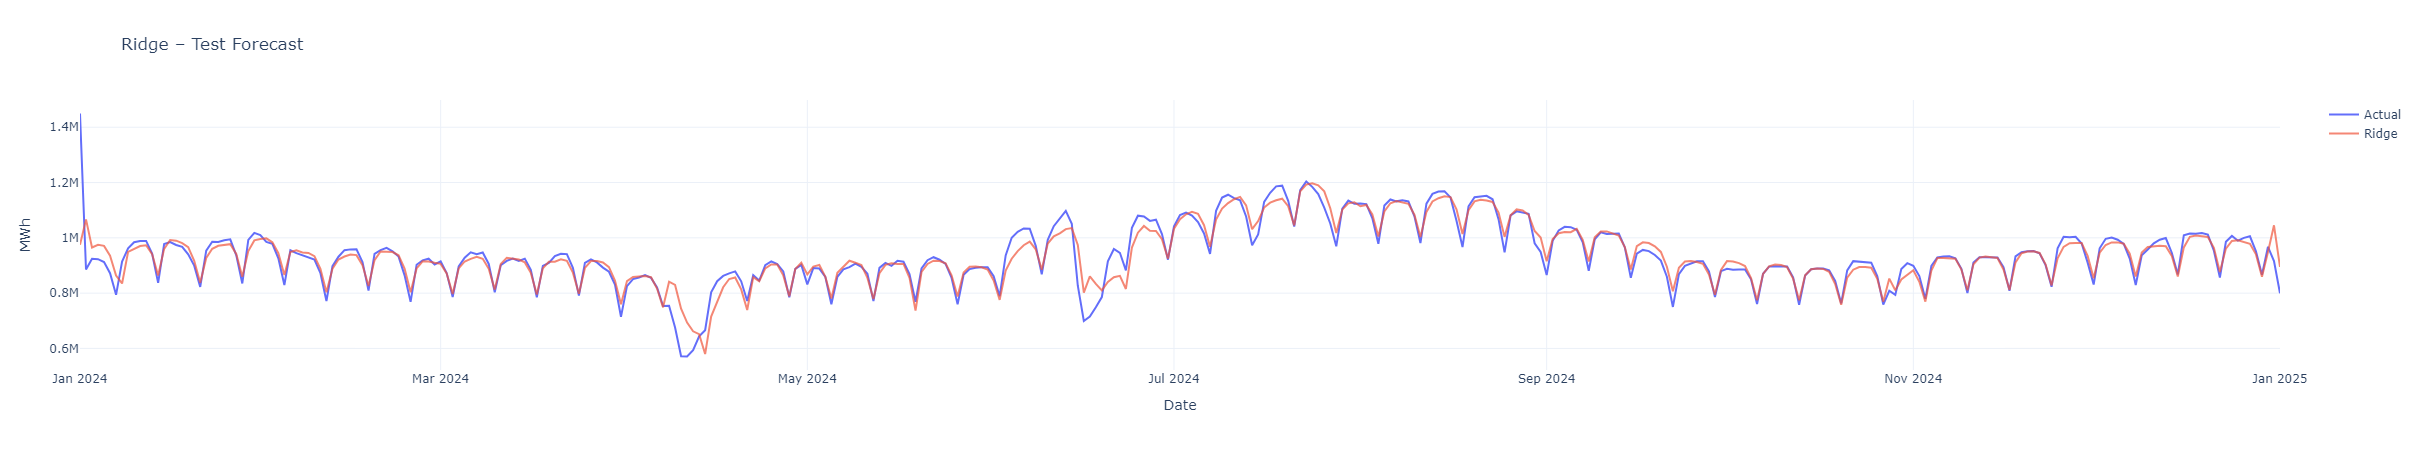 Ridge – Test Forecast
Actual
Ridge
1.4M
1.2M
1M
0.8M
0.6M
MWh
Jan 2024
Mar 2024
May 2024
Jul 2024
Sep 2024
Nov 2024
Jan 2025
Date